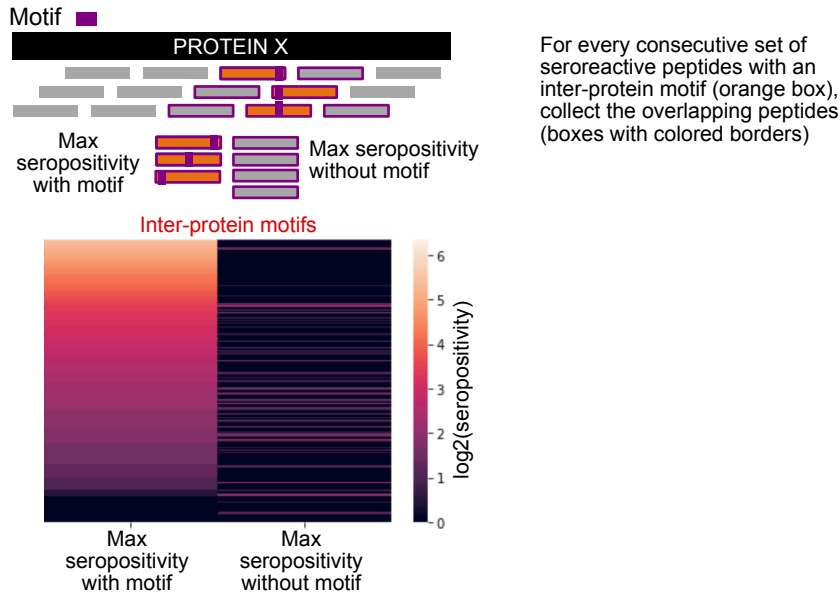 Motif
PROTEIN X
For every consecutive set of
seroreactive peptides with an
inter-protein motif (orange box),
collect the overlapping peptides
(boxes with colored borders)
Max
seropositivity
with motif
Max seropositivity
without motif
Inter-protein motifs
6
5
4
3
2
1
0
log2(seropositivity)
Max
seropositivity
with motif
Max
seropositivity
without motif